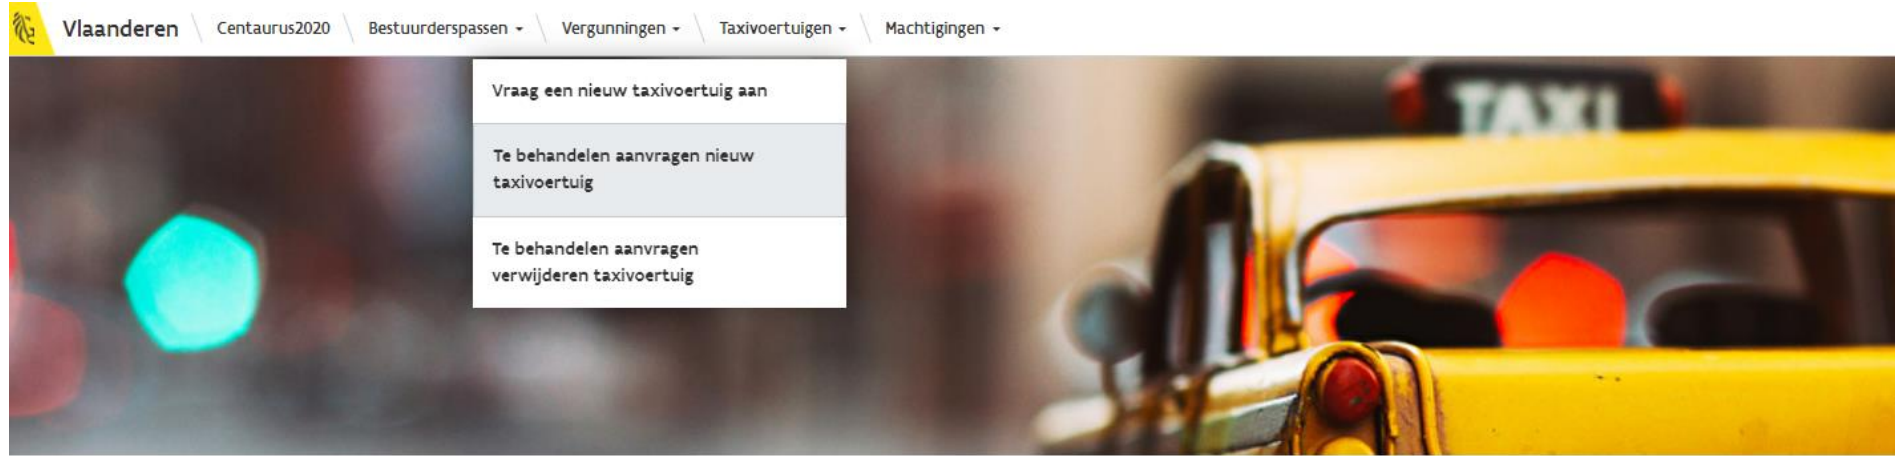 Vlaanderen Centaurus2020 Bestuurderspassen Vergunningen Taxivoertuigen Machtigingen
Vraag een nieuw taxivoertuig aan
Te behandelen aanvragen nieuw
taxivoertuig
Te behandelen aanvragen
verwijderen taxivoertuig
TAXI